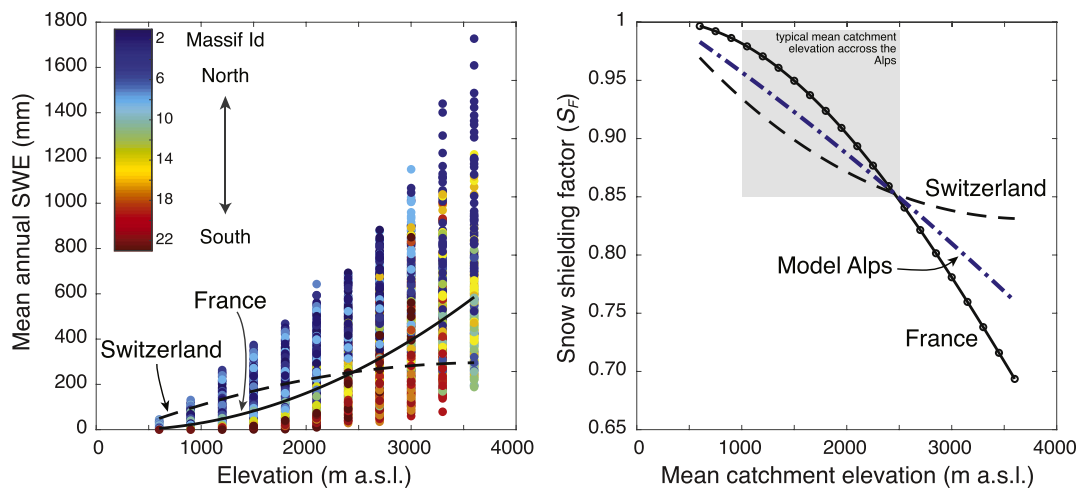 1800
1600
1400
1200
1000
800
600
400
200
0
Mean annual SWE (mm)
2
6
10
14
18
22
Massif Id
North
South
France
Switzerland
0
1000
2000
3000
4000
Elevation (m a.s.l.)
1
0.95
0.90
0.85
0.80
0.75
0.70
0.65
Snow shielding factor (S_F)
typical mean catchment
elevation accross the
Alps
Switzerland
Model Alps
France
0
1000
2000
3000
4000
Mean catchment elevation (m a.s.l.)